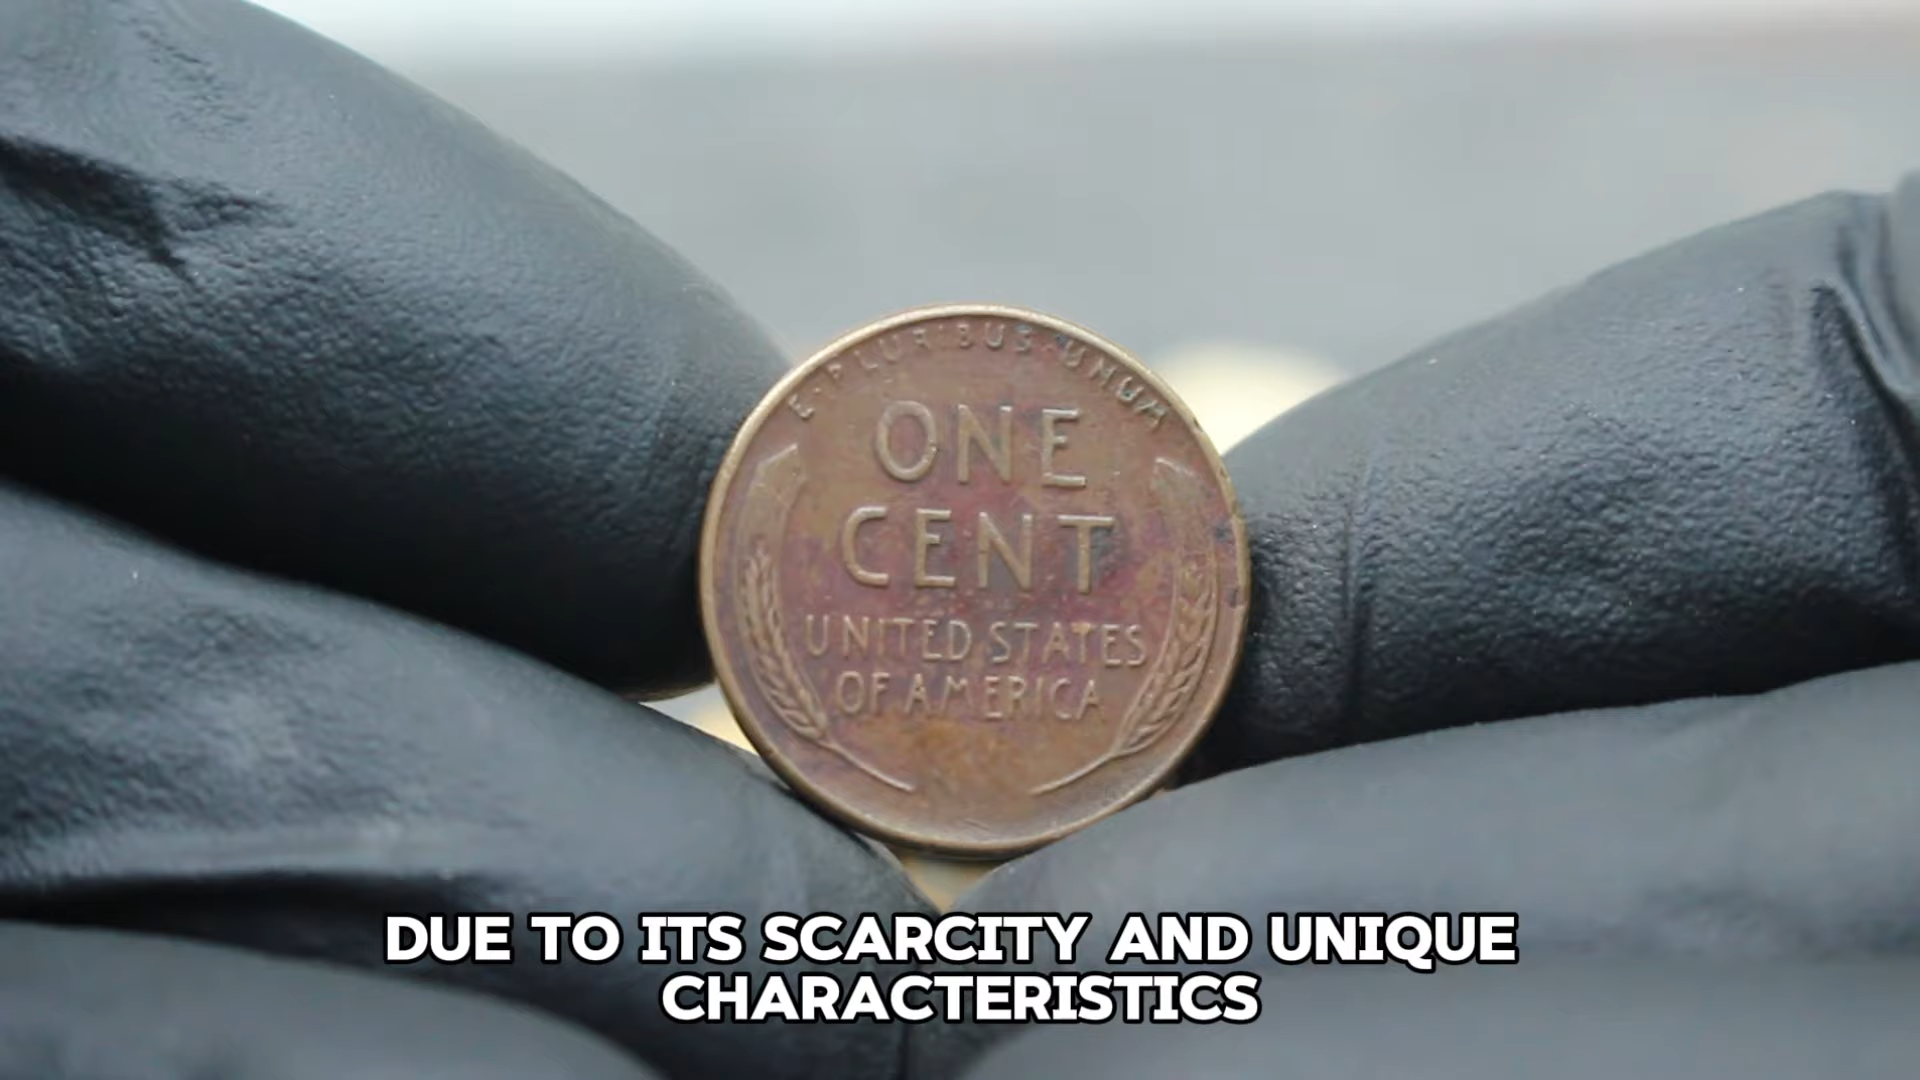 E·PLURIBUS·UNUM
ONE
CENT
UNITED STATES
OF AMERICA
DUE TO ITS SCARCITY AND UNIQUE
CHARACTERISTICS